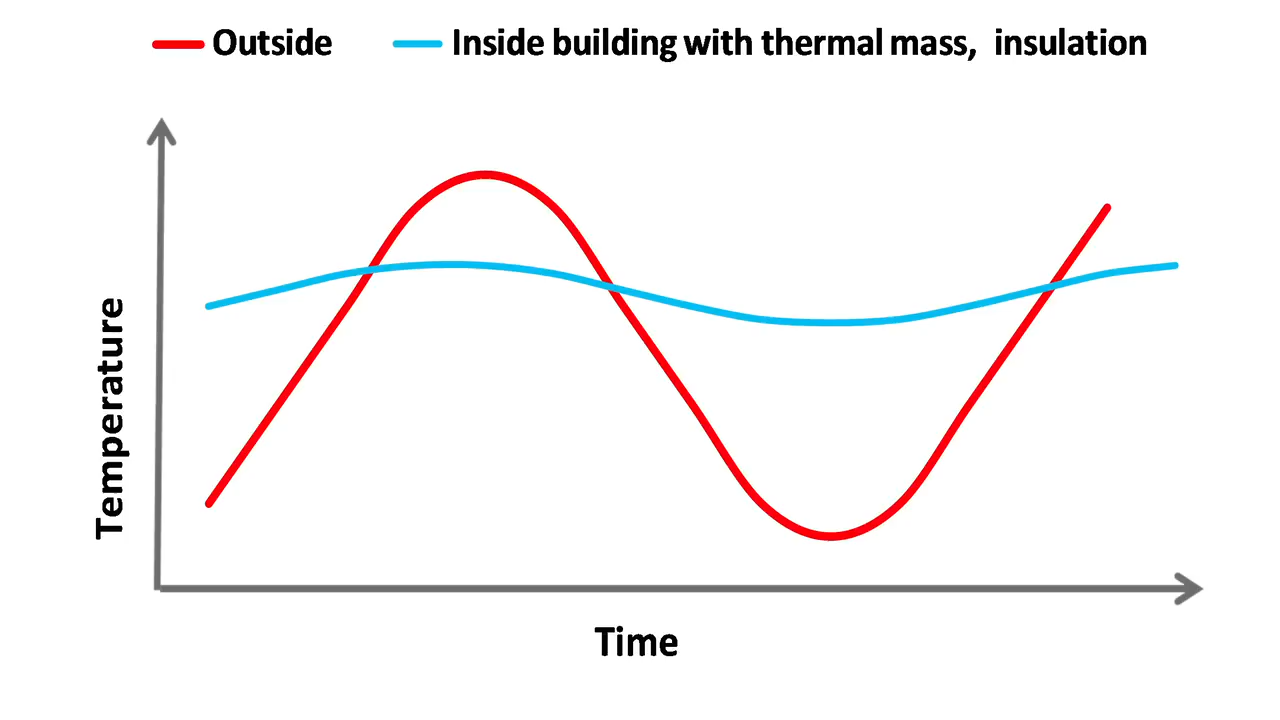 Outside Inside building with thermal mass, insulation
Temperature
Time